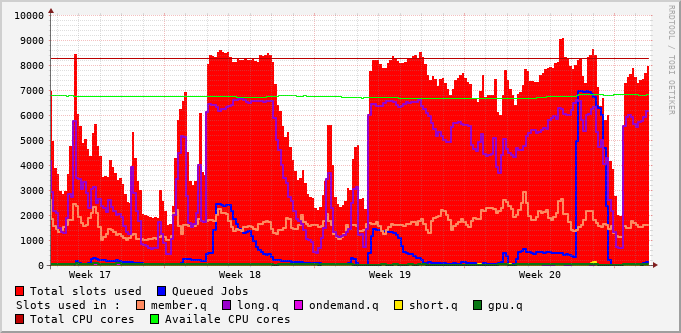 10000
9000
8000
7000
6000
5000
4000
3000
2000
1000
0
Week 17 Week 18 Week 19 Week 20
RRDTOOL / TOBI OETIKER
Total slots used Queued Jobs
Slots used in : member.q long.q ondemand.q short.q gpu.q
Total CPU cores Availale CPU cores